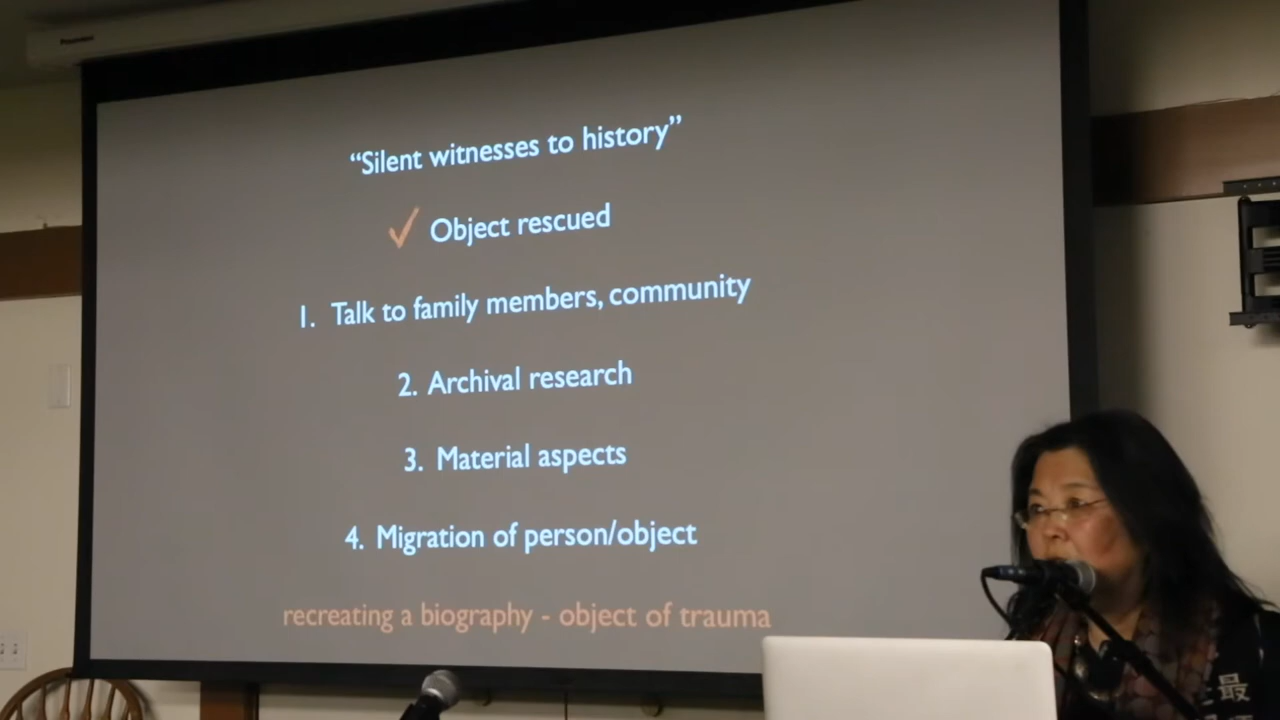 “Silent witnesses to history”
✓ Object rescued
1. Talk to family members, community
2. Archival research
3. Material aspects
4. Migration of person/object
recreating a biography - object of trauma
最